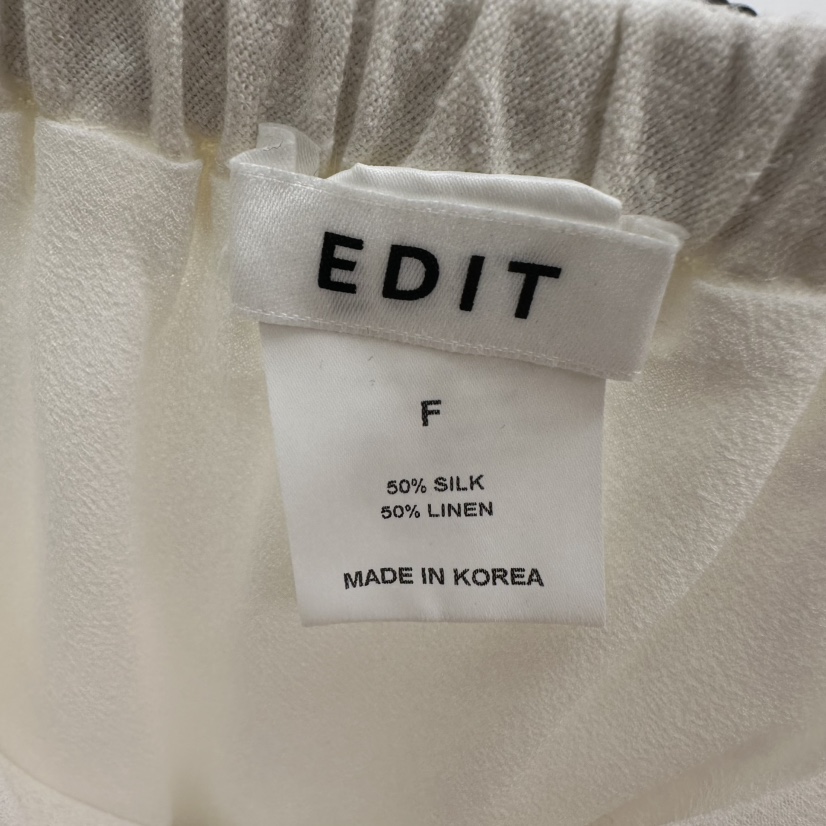 EDIT
F
50% SILK
50% LINEN
MADE IN KOREA